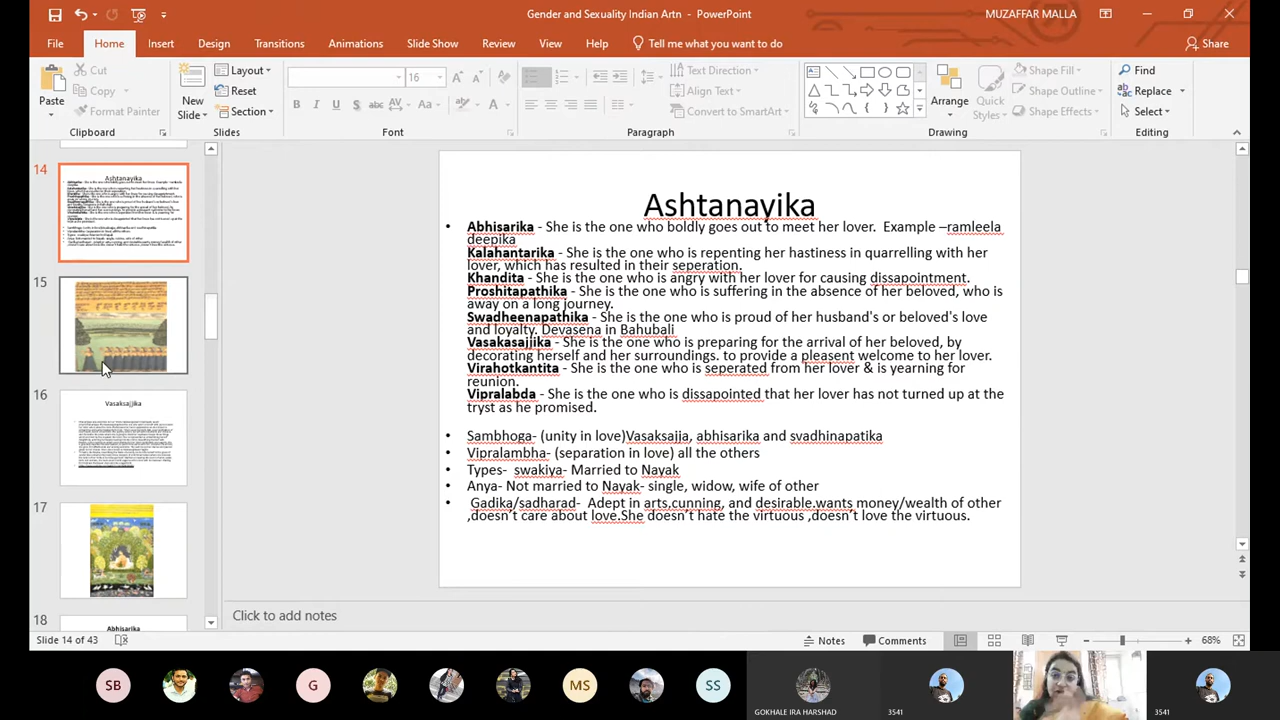 Gender and Sexuality Indian Artn - PowerPoint
MUZAFFAR MALLA
File Home Insert Design Transitions Animations Slide Show Review View Help Tell me what you want to do Share
Paste
Cut
Copy
Format Painter
Clipboard
New Slide
Layout
Reset
Section
Slides
16
B I U S abc AV Aa A
Font
Text Direction
Align Text
Convert to SmartArt
Paragraph
Arrange
Quick Styles
Shape Fill
Shape Outline
Shape Effects
Drawing
Find
Replace
Select
Editing
14
Ashtanayika
15
16
Vasaksajjika
17
18
Abhisarika
Ashtanayika
• Abhisarika - She is the one who boldly goes out to meet her lover. Example –ramleela
deepika
Kalahantarika - She is the one who is repenting her hastiness in quarrelling with her
lover, which has resulted in their seperation.
Khandita - She is the one who is angry with her lover for causing dissapointment.
Proshitapathika - She is the one who is suffering in the absence of her beloved, who is
away on a long journey.
Swadheenapathika - She is the one who is proud of her husband's or beloved's love
and loyalty. Devasena in Bahubali
Vasakasajjika - She is the one who is preparing for the arrival of her beloved, by
decorating herself and her surroundings. to provide a pleasent welcome to her lover.
Virahotkantita - She is the one who is seperated from her lover & is yearning for
reunion.
Vipralabda - She is the one who is dissapointed that her lover has not turned up at the
tryst as he promised.
• Sambhoga- (unity in love)Vasaksajja, abhisarika and swadhinapatika
• Vipralambha- (separation in love) all the others
• Types- swakiya- Married to Nayak
• Anya- Not married to Nayak- single, widow, wife of other
• Gadika/sadharad- Adept in arts,cunning, and desirable,wants money/wealth of other
,doesn't care about love.She doesn't hate the virtuous ,doesn't love the virtuous.
Click to add notes
Slide 14 of 43
Notes
Comments
68%
SB
G
MS
SS
GOKHALE IRA HARSHAD
3541
3541